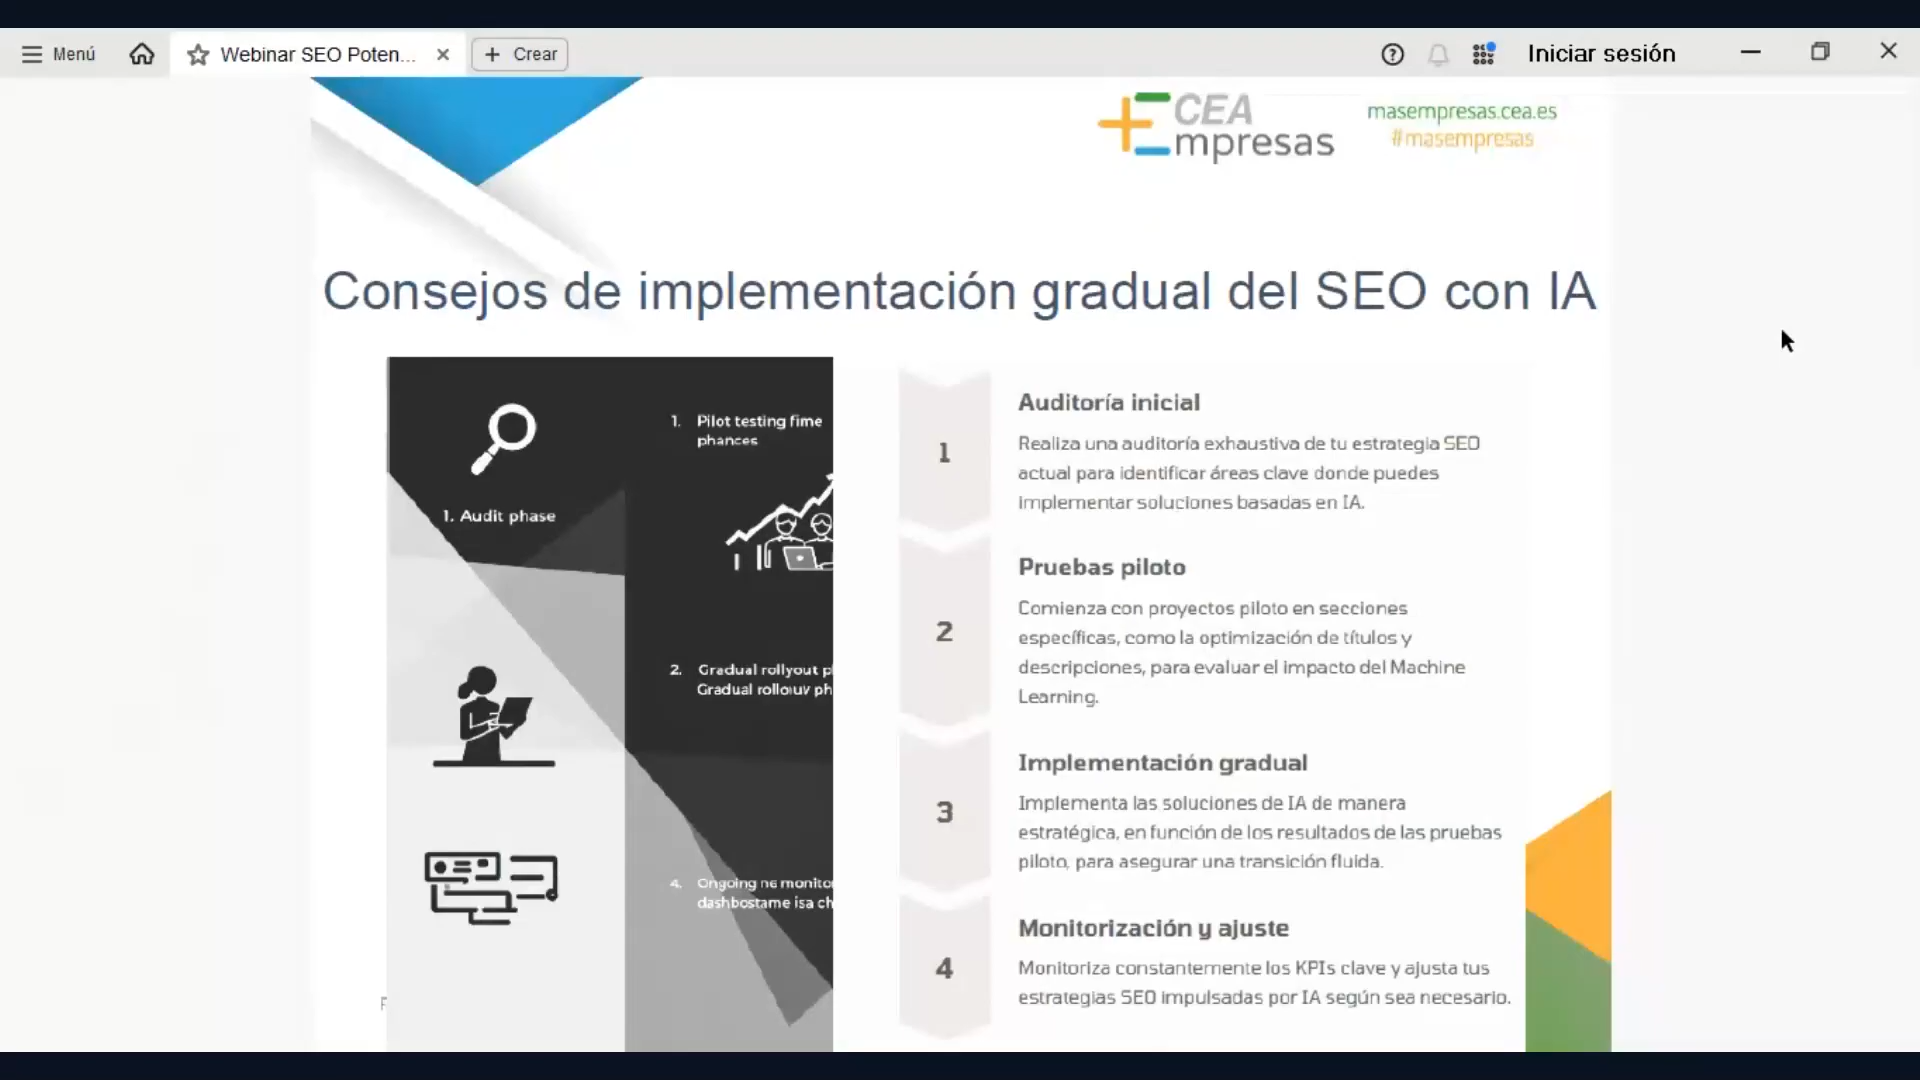 Menú
Webinar SEO Poten...
Crear
Iniciar sesión
CEA
mpresas
masempresas.cea.es
#masempresas
Consejos de implementación gradual del SEO con IA
1. Audit phase
1. Pilot testing fime
phances
2. Gradual rollyout p
Gradual rollouv ph
4. Ongoing ne monito
dashbostame isa ch
1
Auditoría inicial
Realiza una auditoría exhaustiva de tu estrategia SEO
actual para identificar áreas clave donde puedes
implementar soluciones basadas en IA.
2
Pruebas piloto
Comienza con proyectos piloto en secciones
específicas, como la optimización de títulos y
descripciones, para evaluar el impacto del Machine
Learning.
3
Implementación gradual
Implementa las soluciones de IA de manera
estratégica, en función de los resultados de las pruebas
piloto, para asegurar una transición fluida.
4
Monitorización y ajuste
Monitoriza constantemente los KPIs clave y ajusta tus
estrategias SEO impulsadas por IA según sea necesario.